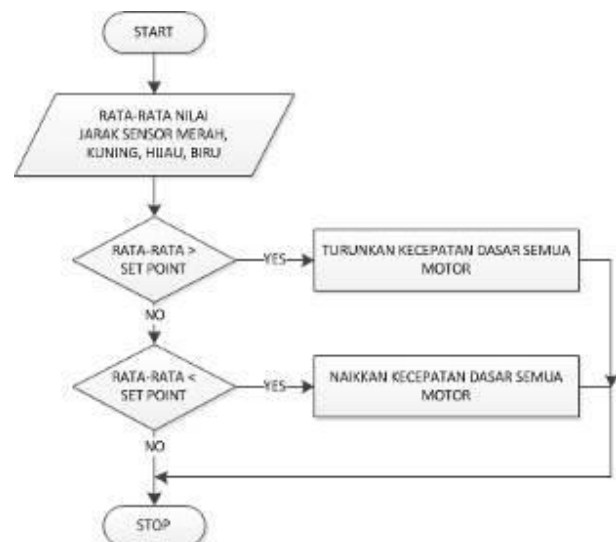 START
RATA-RATA NILAI
JARAK SENSOR MERAH,
KUNING, HIJAU, BIRU
RATA-RATA >
SET POINT
YES
TURUNKAN KECEPATAN DASAR SEMUA
MOTOR
NO
RATA-RATA <
SET POINT
YES
NAIKKAN KECEPATAN DASAR SEMUA
MOTOR
NO
STOP